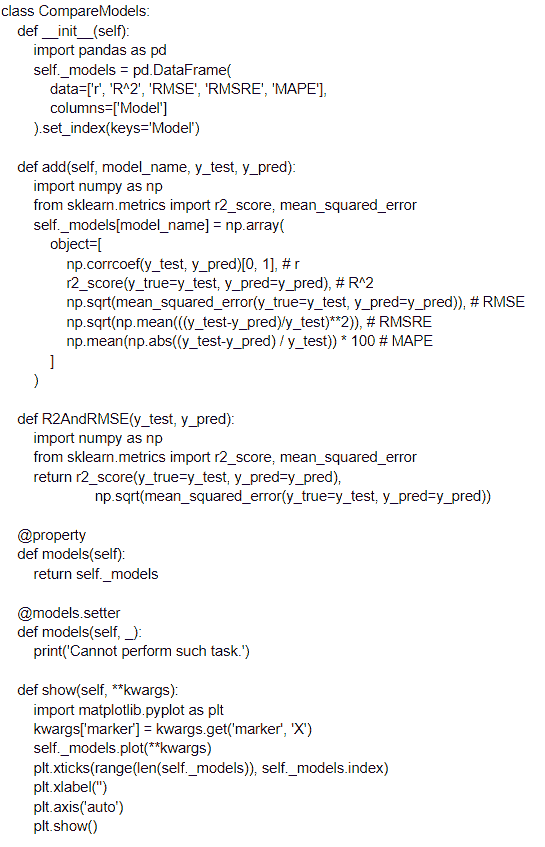 class CompareModels:
    def __init__(self):
        import pandas as pd
        self._models = pd.DataFrame(
            data=['r', 'R^2', 'RMSE', 'RMSRE', 'MAPE'],
            columns=['Model']
        ).set_index(keys='Model')

    def add(self, model_name, y_test, y_pred):
        import numpy as np
        from sklearn.metrics import r2_score, mean_squared_error
        self._models[model_name] = np.array(
            object=[
                np.corrcoef(y_test, y_pred)[0, 1], # r
                r2_score(y_true=y_test, y_pred=y_pred), # R^2
                np.sqrt(mean_squared_error(y_true=y_test, y_pred=y_pred)), # RMSE
                np.sqrt(np.mean(((y_test-y_pred)/y_test)**2)), # RMSRE
                np.mean(np.abs((y_test-y_pred) / y_test)) * 100 # MAPE
            ]
        )

    def R2AndRMSE(y_test, y_pred):
        import numpy as np
        from sklearn.metrics import r2_score, mean_squared_error
        return r2_score(y_true=y_test, y_pred=y_pred),
                       np.sqrt(mean_squared_error(y_true=y_test, y_pred=y_pred))

    @property
    def models(self):
        return self._models

    @models.setter
    def models(self, _):
        print('Cannot perform such task.')

    def show(self, **kwargs):
        import matplotlib.pyplot as plt
        kwargs['marker'] = kwargs.get('marker', 'X')
        self._models.plot(**kwargs)
        plt.xticks(range(len(self._models)), self._models.index)
        plt.xlabel('')
        plt.axis('auto')
        plt.show()